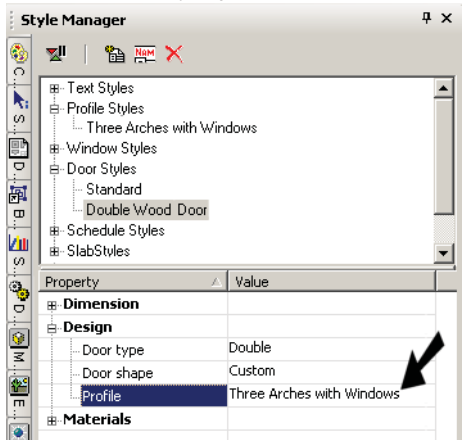 Style Manager
NAM
Text Styles
Profile Styles
Three Arches with Windows
Window Styles
Door Styles
Standard
Double Wood Door
Schedule Styles
SlabStyles
Property Value
Dimension
Design
Door type Double
Door shape Custom
Profile Three Arches with Windows
Materials
C...
S...
D...
B...
S...
D...
M...
E...